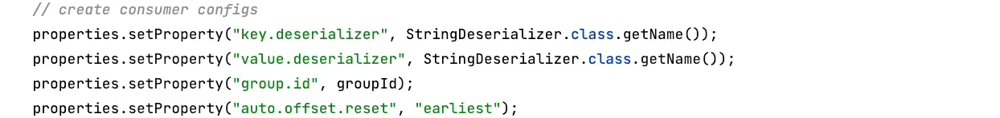 // create consumer configs
properties.setProperty("key.deserializer", StringDeserializer.class.getName());
properties.setProperty("value.deserializer", StringDeserializer.class.getName());
properties.setProperty("group.id", groupId);
properties.setProperty("auto.offset.reset", "earliest");